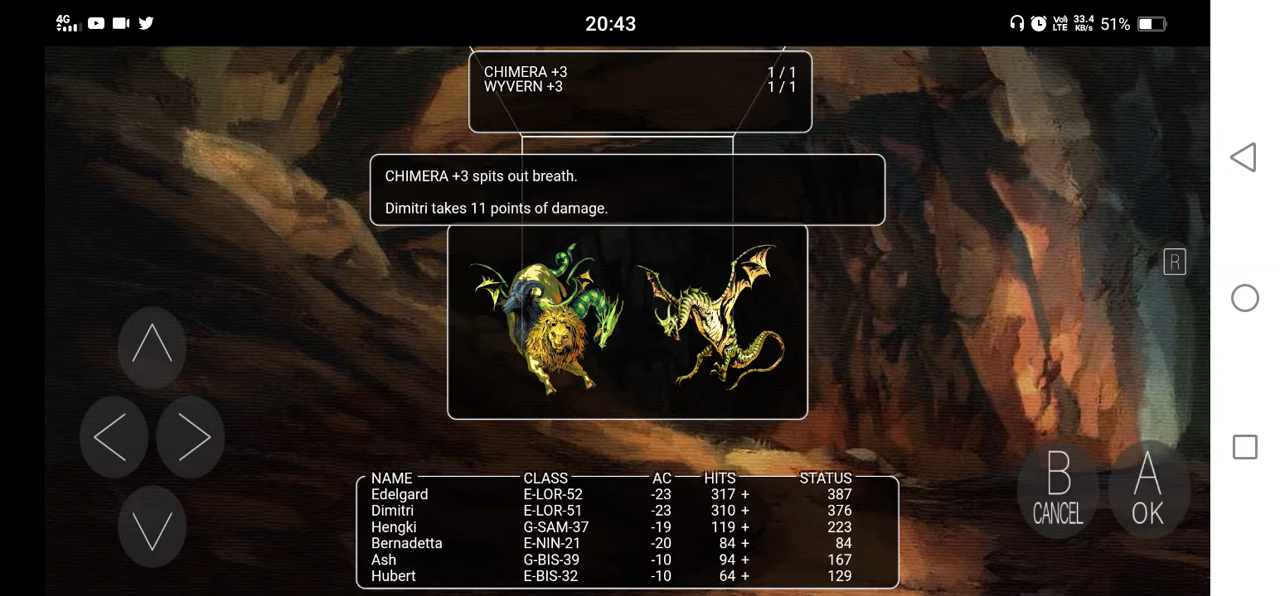 4G 20:43 VoI) LTE 33.4 KB/s 51%
CHIMERA +3 1 / 1
WYVERN +3 1 / 1
CHIMERA +3 spits out breath.
Dimitri takes 11 points of damage.
R
NAME CLASS AC HITS STATUS
Edelgard E-LOR-52 -23 317 + 387
Dimitri E-LOR-51 -23 310 + 376
Hengki G-SAM-37 -19 119 + 223
Bernadetta E-NIN-21 -20 84 + 84
Ash G-BIS-39 -10 94 + 167
Hubert E-BIS-32 -10 64 + 129
B A
CANCEL OK